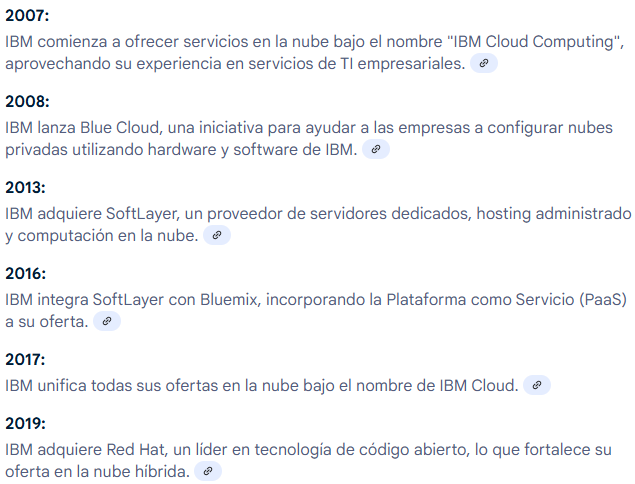 2007:
IBM comienza a ofrecer servicios en la nube bajo el nombre "IBM Cloud Computing",
aprovechando su experiencia en servicios de TI empresariales.
2008:
IBM lanza Blue Cloud, una iniciativa para ayudar a las empresas a configurar nubes
privadas utilizando hardware y software de IBM.
2013:
IBM adquiere SoftLayer, un proveedor de servidores dedicados, hosting administrado
y computación en la nube.
2016:
IBM integra SoftLayer con Bluemix, incorporando la Plataforma como Servicio (PaaS)
a su oferta.
2017:
IBM unifica todas sus ofertas en la nube bajo el nombre de IBM Cloud.
2019:
IBM adquiere Red Hat, un líder en tecnología de código abierto, lo que fortalece su
oferta en la nube híbrida.